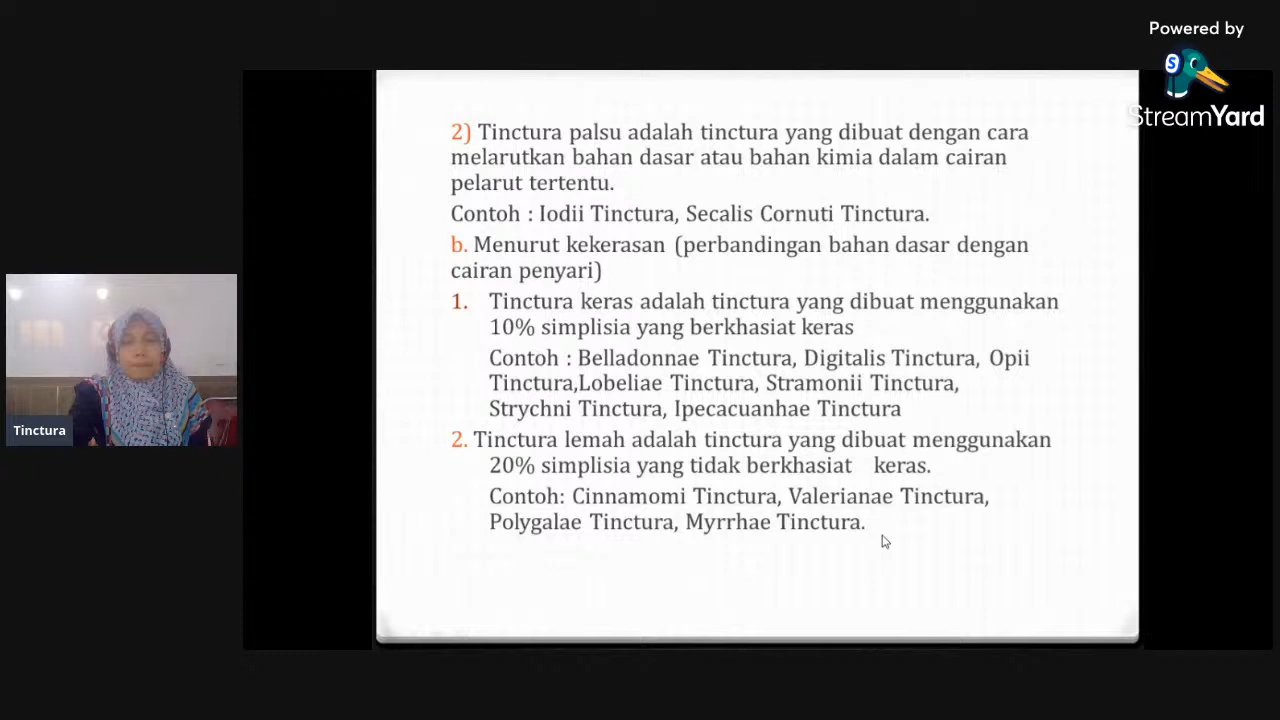 Powered by
S
StreamYard
2) Tinctura palsu adalah tinctura yang dibuat dengan cara
melarutkan bahan dasar atau bahan kimia dalam cairan
pelarut tertentu.
Contoh : Iodii Tinctura, Secalis Cornuti Tinctura.
b. Menurut kekerasan (perbandingan bahan dasar dengan
cairan penyari)
1. Tinctura keras adalah tinctura yang dibuat menggunakan
10% simplisia yang berkhasiat keras
Contoh : Belladonnae Tinctura, Digitalis Tinctura, Opii
Tinctura,Lobeliae Tinctura, Stramonii Tinctura,
Strychni Tinctura, Ipecacuanhae Tinctura
2. Tinctura lemah adalah tinctura yang dibuat menggunakan
20% simplisia yang tidak berkhasiat keras.
Contoh: Cinnamomi Tinctura, Valerianae Tinctura,
Polygalae Tinctura, Myrrhae Tinctura.
Tinctura